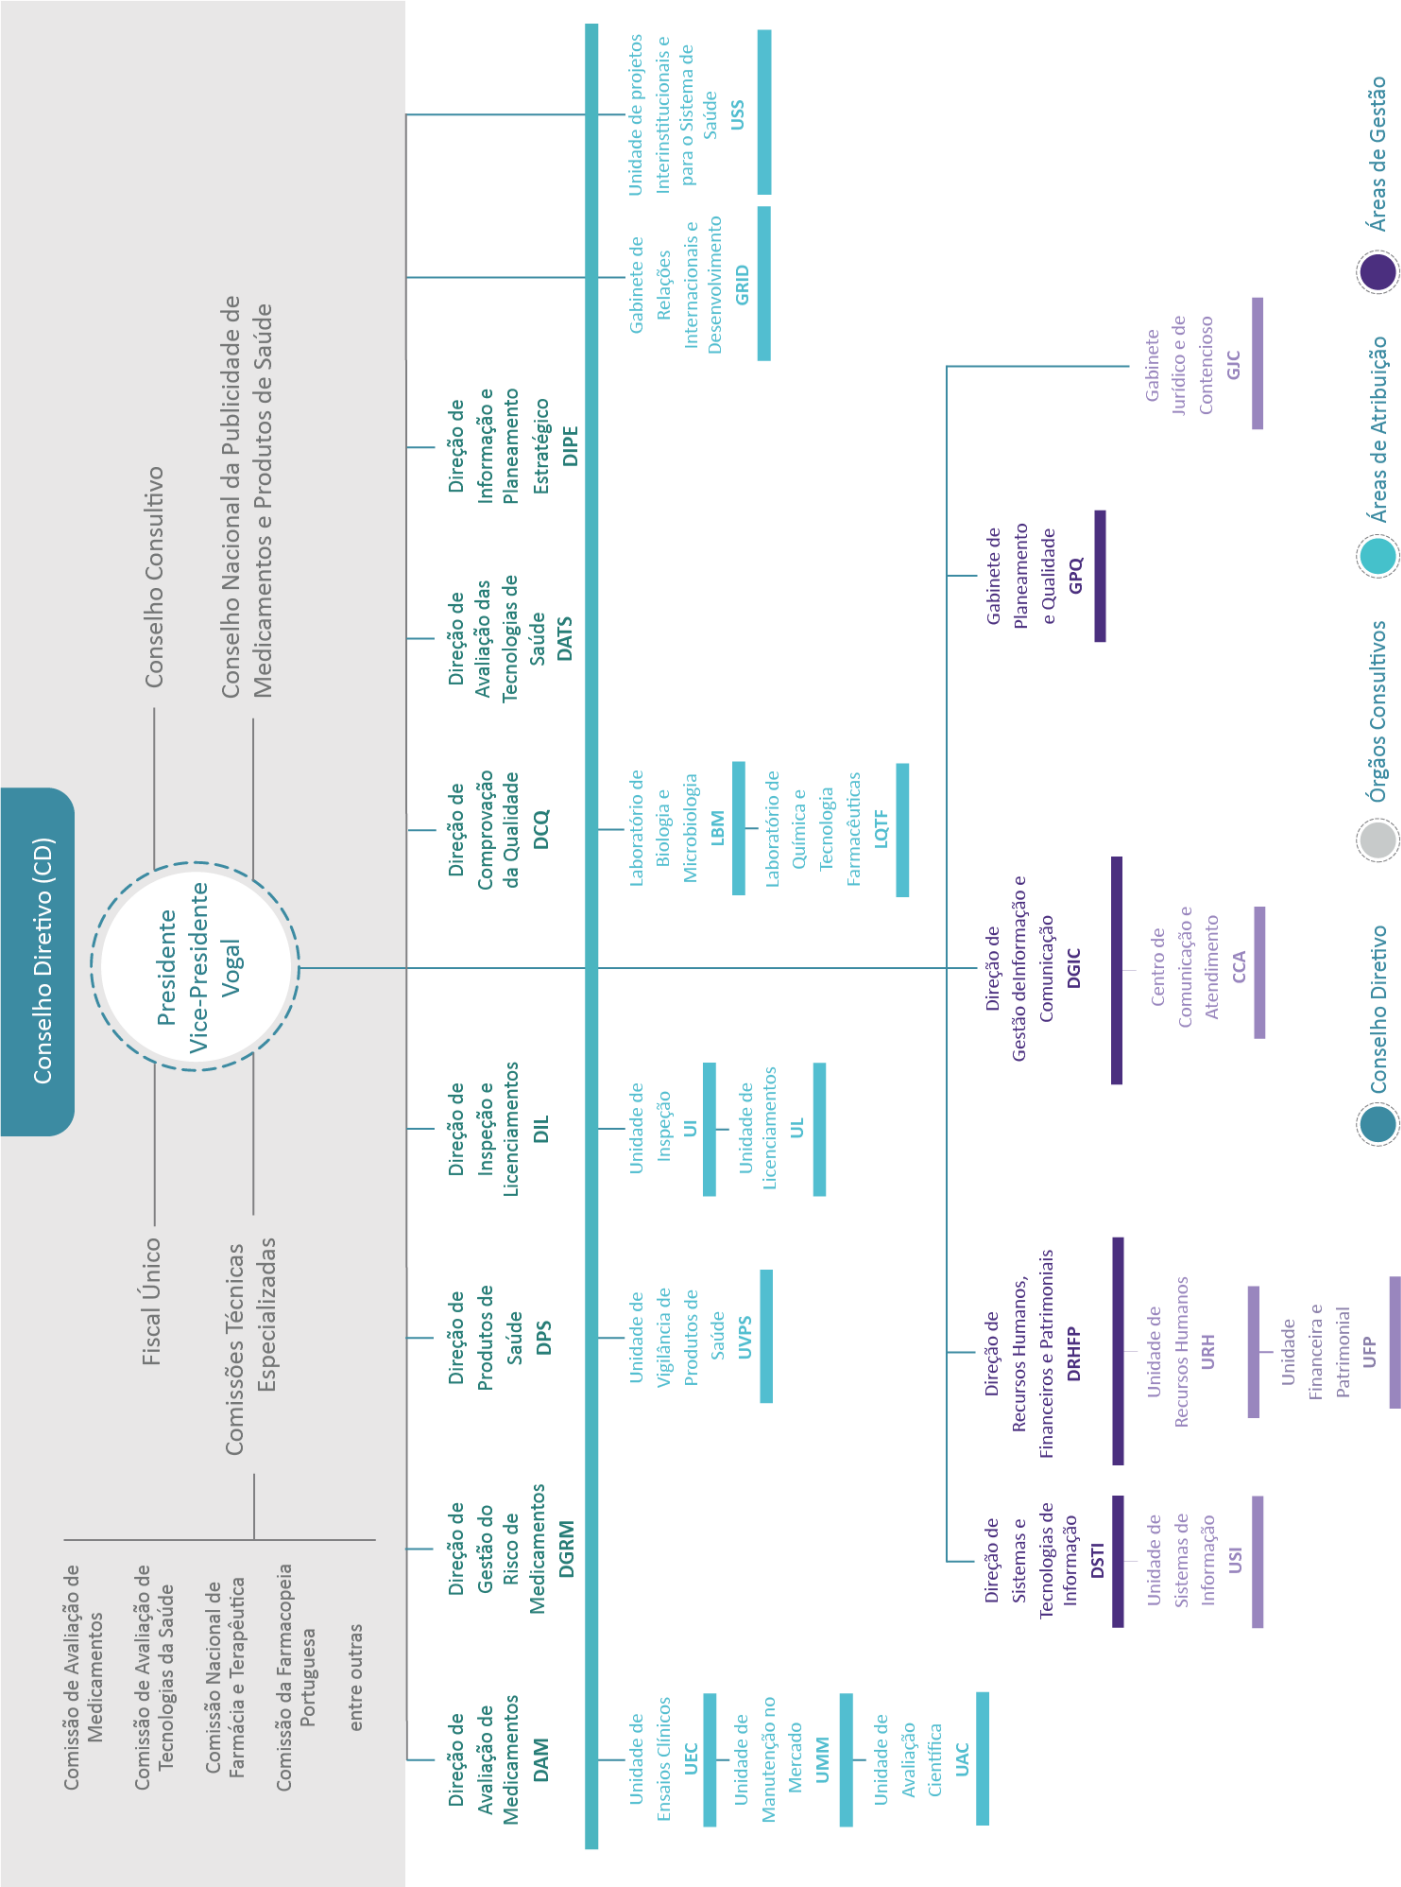 Conselho Diretivo (CD)
Presidente
Vice-Presidente
Vogal
Fiscal Único
Conselho Consultivo
Comissões Técnicas
Especializadas
Conselho Nacional da Publicidade de
Medicamentos e Produtos de Saúde
Comissão de Avaliação de
Medicamentos
Comissão de Avaliação de
Tecnologias da Saúde
Comissão Nacional de
Farmácia e Terapêutica
Comissão da Farmacopeia
Portuguesa
entre outras
Direção de
Avaliação de
Medicamentos
DAM
Direção de
Gestão do
Risco de
Medicamentos
DGRM
Direção de
Produtos de
Saúde
DPS
Direção de
Inspeção e
Licenciamentos
DIL
Direção de
Comprovação
da Qualidade
DCQ
Direção de
Avaliação das
Tecnologias de
Saúde
DATS
Direção de
Informação e
Planeamento
Estratégico
DIPE
Unidade de
Ensaios Clínicos
UEC
Unidade de
Manutenção no
Mercado
UMM
Unidade de
Avaliação
Científica
UAC
Unidade de
Vigilância de
Produtos de
Saúde
UVPS
Unidade de
Inspeção
UI
Unidade de
Licenciamentos
UL
Laboratório de
Biologia e
Microbiologia
LBM
Laboratório de
Química e
Tecnologia
Farmacêuticas
LQTF
Gabinete de
Relações
Internacionais e
Desenvolvimento
GRID
Unidade de projetos
Interinstitucionais e
para o Sistema de
Saúde
USS
Direção de
Sistemas e
Tecnologias de
Informação
DSTI
Unidade de
Sistemas de
Informação
USI
Direção de
Recursos Humanos,
Financeiros e Patrimoniais
DRHFP
Unidade de
Recursos Humanos
URH
Unidade
Financeira e
Patrimonial
UFP
Direção de
Gestão deInformação e
Comunicação
DGIC
Centro de
Comunicação e
Atendimento
CCA
Gabinete de
Planeamento
e Qualidade
GPQ
Gabinete
Jurídico e de
Contencioso
GJC
Conselho Diretivo
Órgãos Consultivos
Áreas de Atribuição
Áreas de Gestão